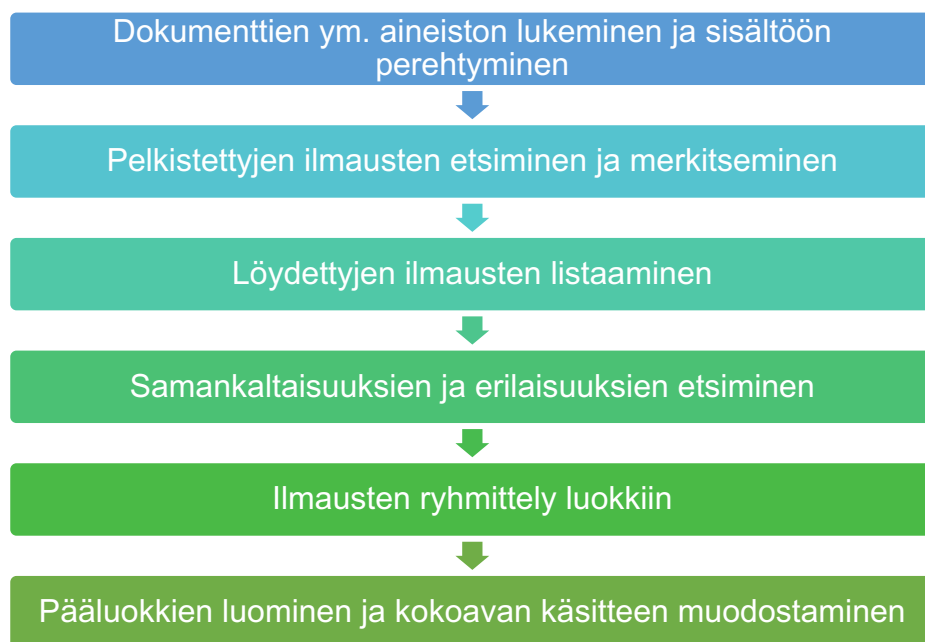 Dokumenttien ym. aineiston lukeminen ja sisältöön
perehtyminen
Pelkistettyjen ilmausten etsiminen ja merkitseminen
Löydettyjen ilmausten listaaminen
Samankaltaisuuksien ja erilaisuuksien etsiminen
Ilmausten ryhmittely luokkiin
Pääluokkien luominen ja kokoavan käsitteen muodostaminen